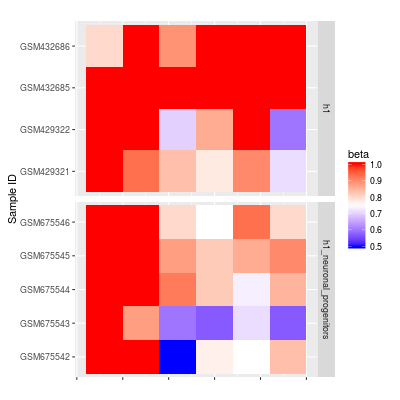 GSM432686
GSM432685
GSM429322
GSM429321
GSM675546
GSM675545
GSM675544
GSM675543
GSM675542
Sample ID
h1
h1_neuronal_progenitors
beta
1.0
0.9
0.8
0.7
0.6
0.5